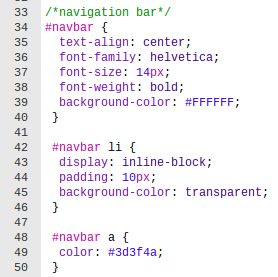 33 /*navigation bar*/
34 #navbar {
35   text-align: center;
36   font-family: helvetica;
37   font-size: 14px;
38   font-weight: bold;
39   background-color: #FFFFFF;
40  }
41
42  #navbar li {
43   display: inline-block;
44   padding: 10px;
45   background-color: transparent;
46  }
47
48  #navbar a {
49   color: #3d3f4a;
50  }